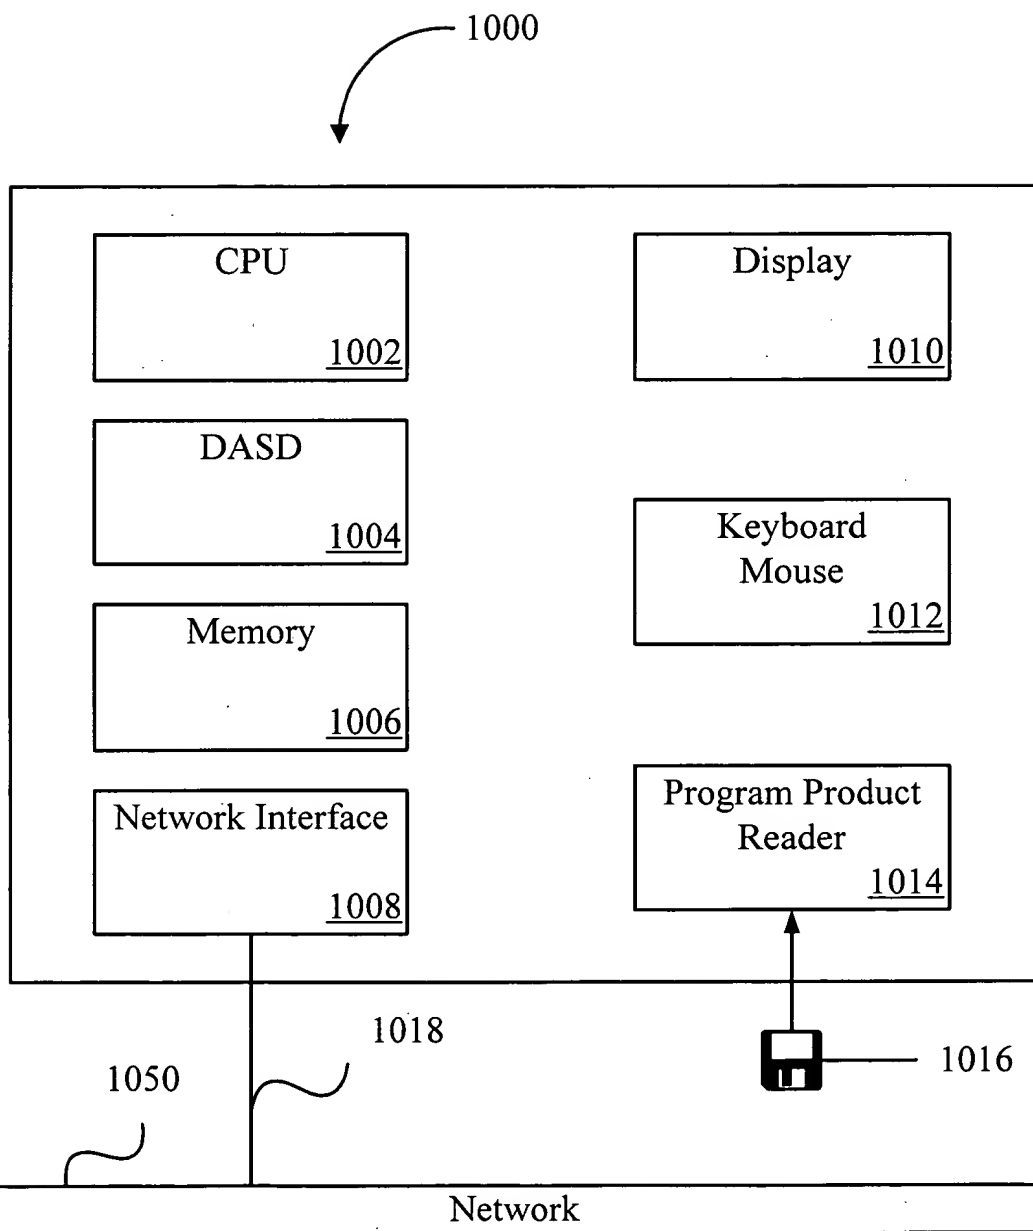 1000
CPU
1002
Display
1010
DASD
1004
Keyboard
Mouse
1012
Memory
1006
Network Interface
1008
Program Product
Reader
1014
1018
1016
1050
Network